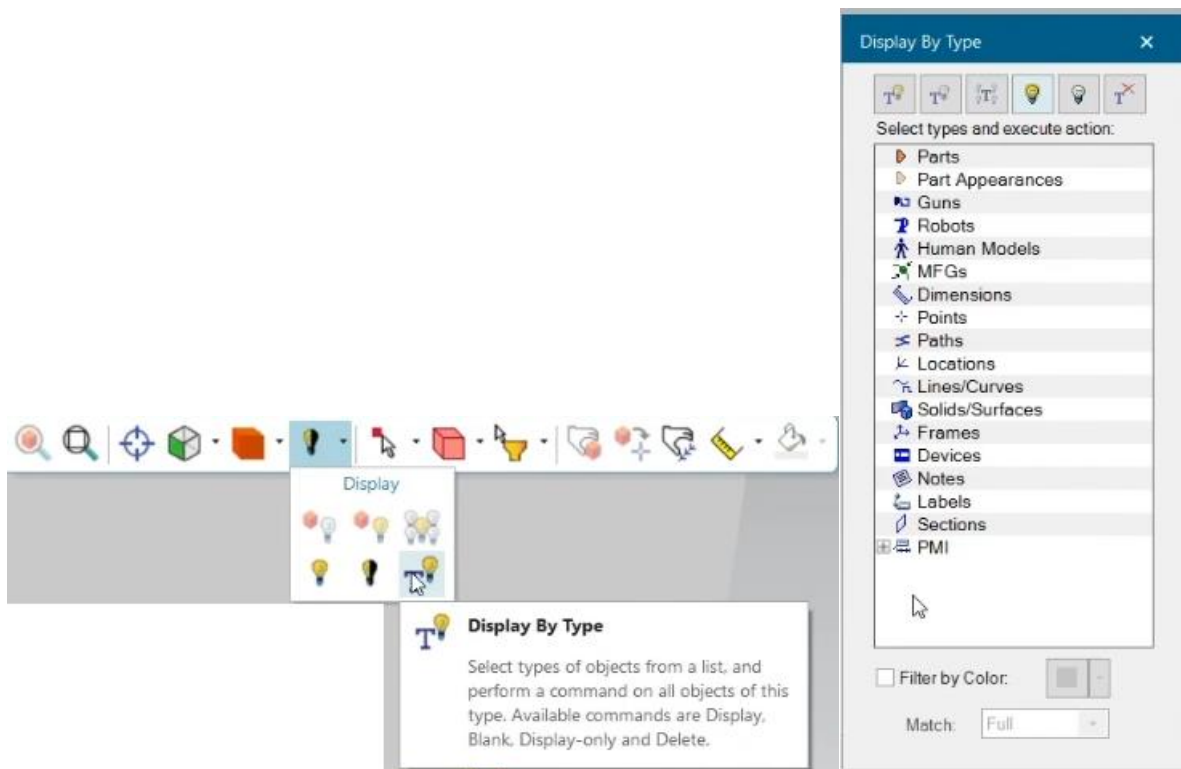 Display
Display By Type
Select types of objects from a list, and
perform a command on all objects of this
type. Available commands are Display,
Blank, Display-only and Delete.
Display By Type
Select types and execute action:
Parts
Part Appearances
Guns
Robots
Human Models
MFGs
Dimensions
Points
Paths
Locations
Lines/Curves
Solids/Surfaces
Frames
Devices
Notes
Labels
Sections
PMI
Filter by Color:
Match: Full